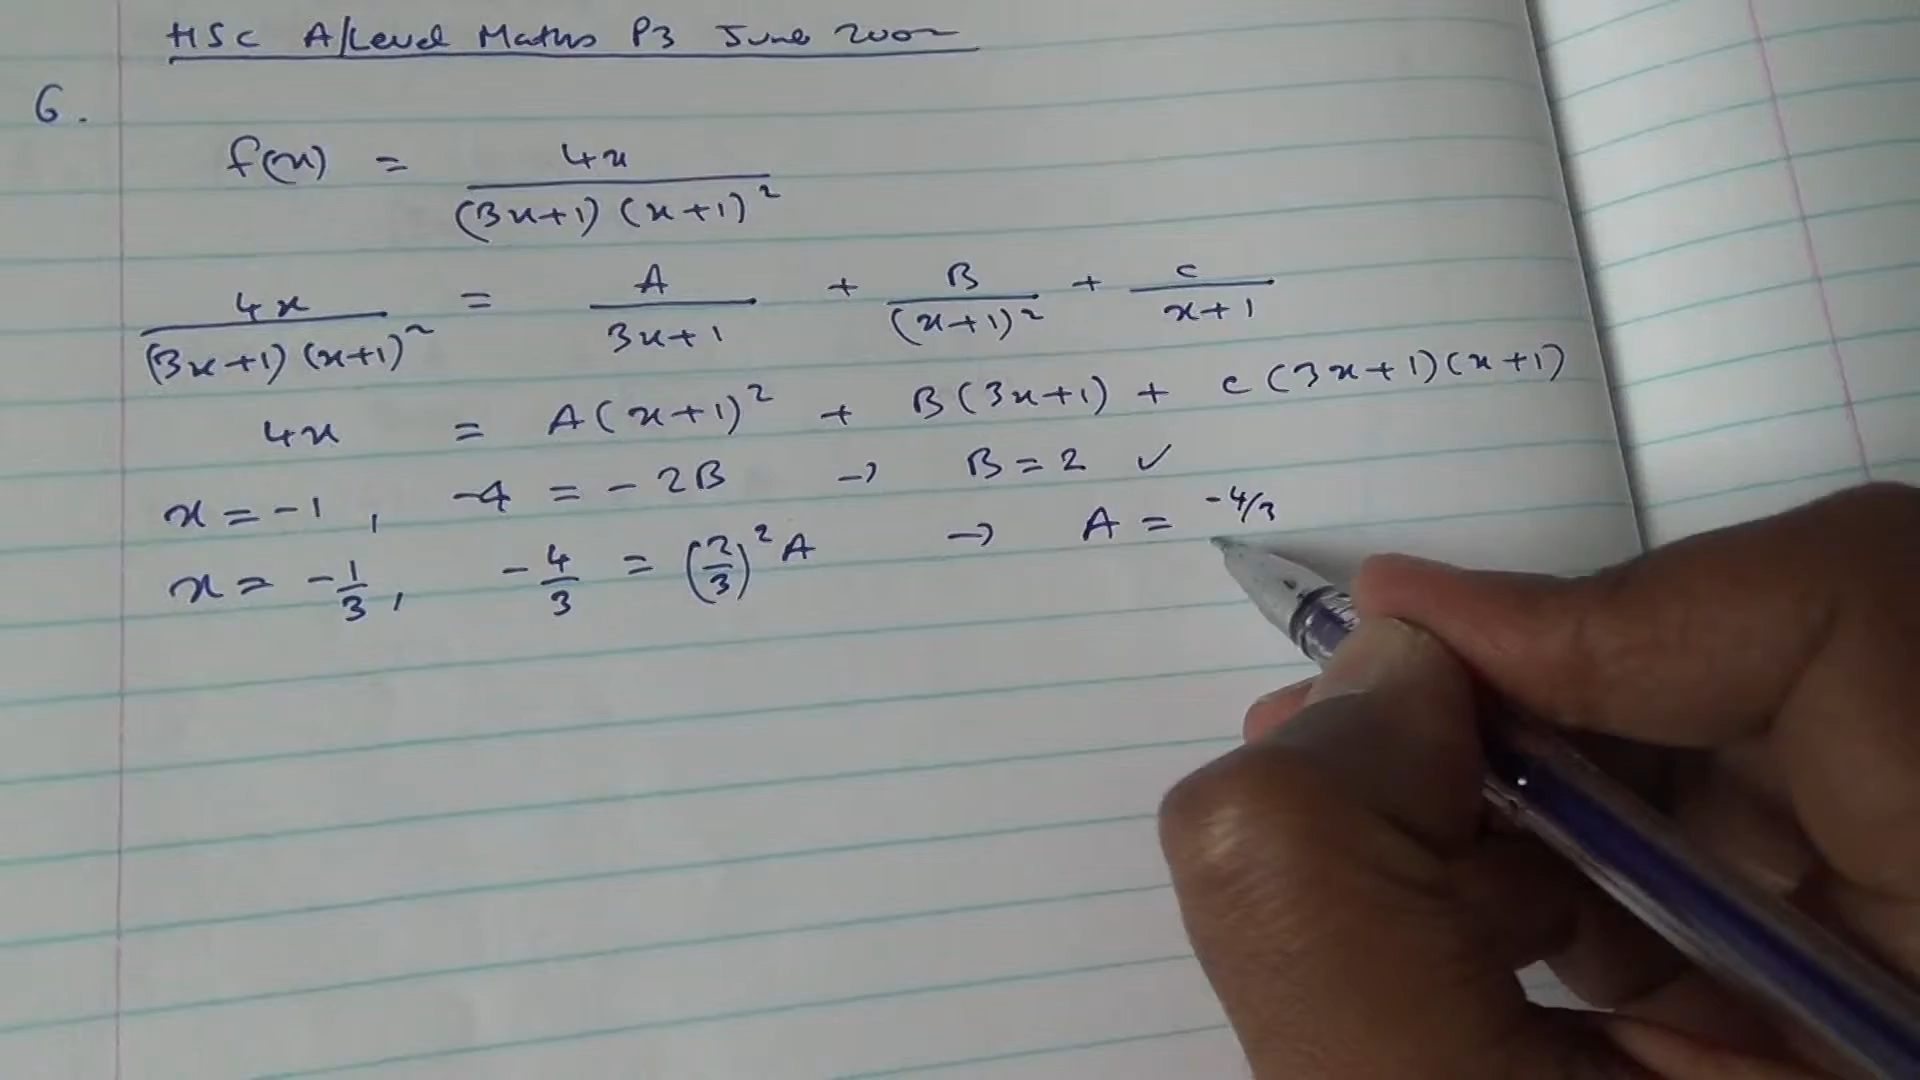 HSC A/Level Maths P3 June 2002
6.
f(x) = 4x / (3x+1)(x+1)²
4x / (3x+1)(x+1)² = A / 3x+1 + B / (x+1)² + C / x+1
4x = A(x+1)² + B(3x+1) + C(3x+1)(x+1)
x = -1, -4 = -2B → B = 2 ✓
x = -1/3, -4/3 = (2/3)² A → A = -4/3